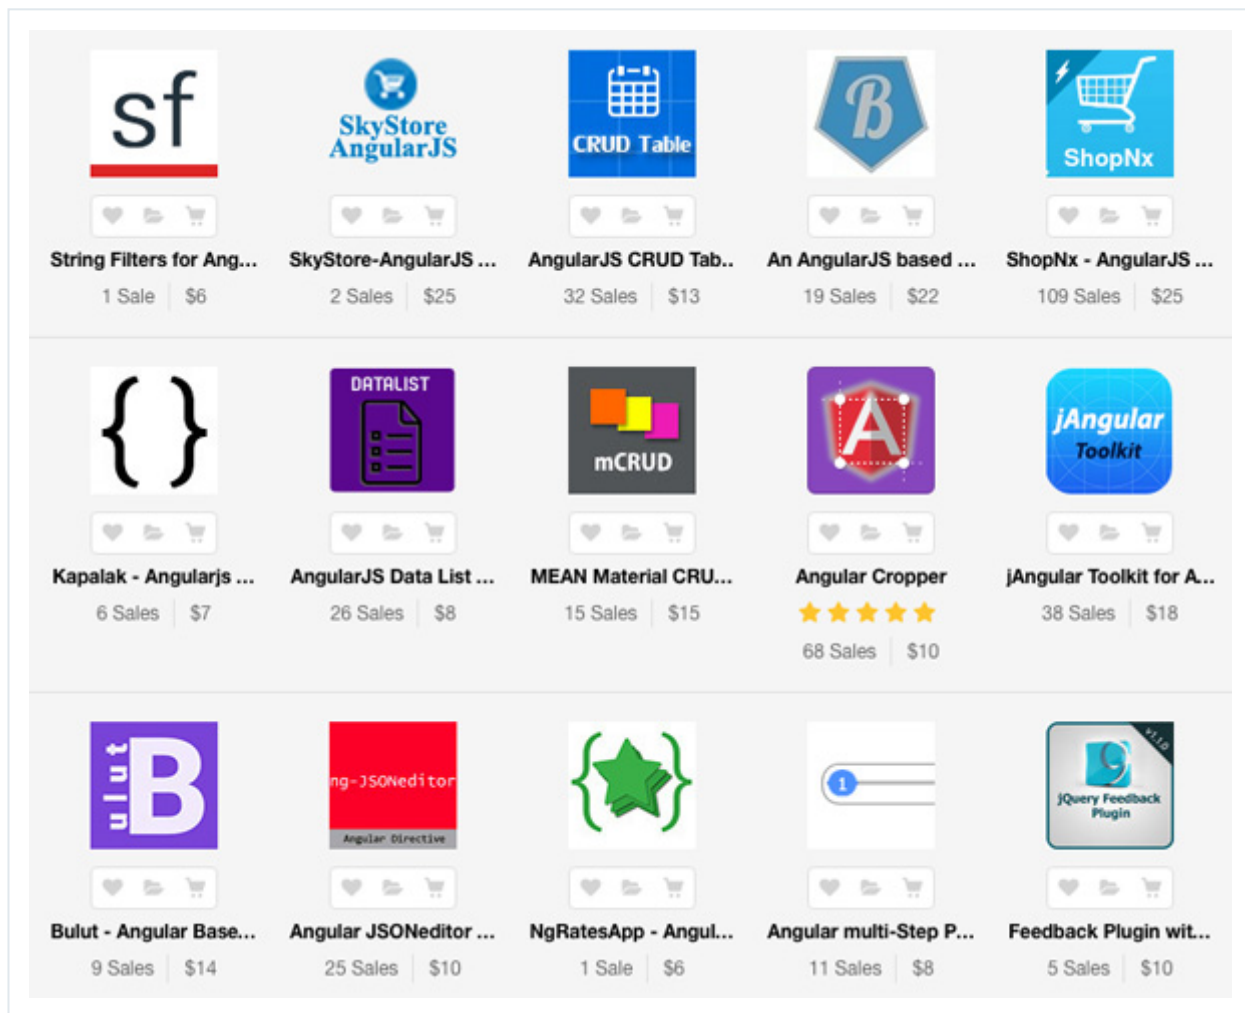 sf
SkyStore
AngularJS
CRUD Table
B
ShopNx
String Filters for Ang...
SkyStore-AngularJS ...
AngularJS CRUD Tab..
An AngularJS based ...
ShopNx - AngularJS ...
1 Sale $6
2 Sales $25
32 Sales $13
19 Sales $22
109 Sales $25
{ }
DATALIST
mCRUD
A
jAngular
Toolkit
Kapalak - Angularjs ...
AngularJS Data List ...
MEAN Material CRU...
Angular Cropper
jAngular Toolkit for A...
6 Sales $7
26 Sales $8
15 Sales $15
68 Sales $10
38 Sales $18
ulut
B
ng-JSONeditor
Angular Directive
{ }
1
v1.1.0
jQuery Feedback
Plugin
Bulut - Angular Base...
Angular JSONeditor ...
NgRatesApp - Angul...
Angular multi-Step P...
Feedback Plugin wit...
9 Sales $14
25 Sales $10
1 Sale $6
11 Sales $8
5 Sales $10